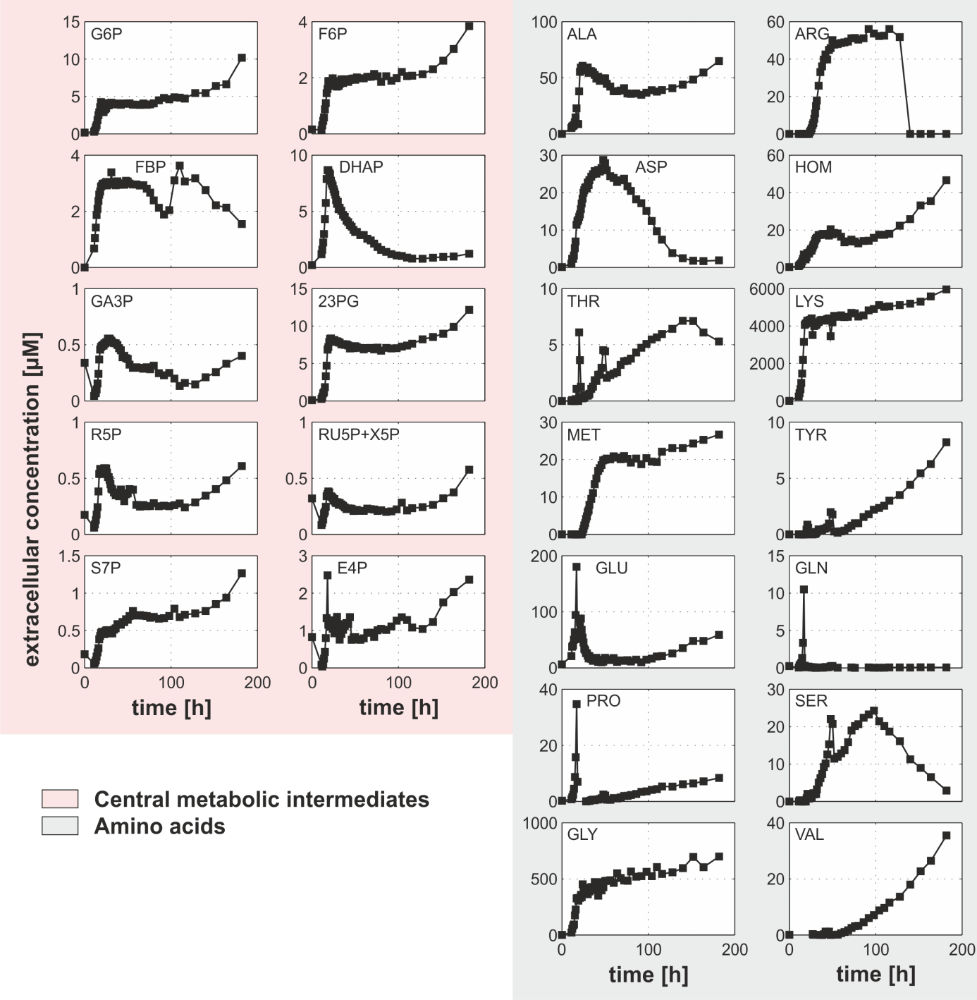 extracellular concentration [µM]
G6P
15
10
5
0
F6P
4
2
0
FBP
4
2
0
DHAP
10
5
0
GA3P
1
0.5
0
23PG
15
10
5
0
R5P
1
0.5
0
RU5P+X5P
1
0.5
0
S7P
1.5
1
0.5
0
0 100 200
time [h]
E4P
3
2
1
0
0 100 200
time [h]
Central metabolic intermediates
Amino acids
ALA
100
50
0
ARG
60
40
20
0
ASP
30
20
10
0
HOM
60
40
20
0
THR
10
5
0
LYS
6000
4000
2000
0
MET
30
20
10
0
TYR
10
5
0
GLU
200
100
0
GLN
15
10
5
0
PRO
40
20
0
SER
30
20
10
0
GLY
1000
500
0
0 100 200
time [h]
VAL
40
20
0
0 100 200
time [h]